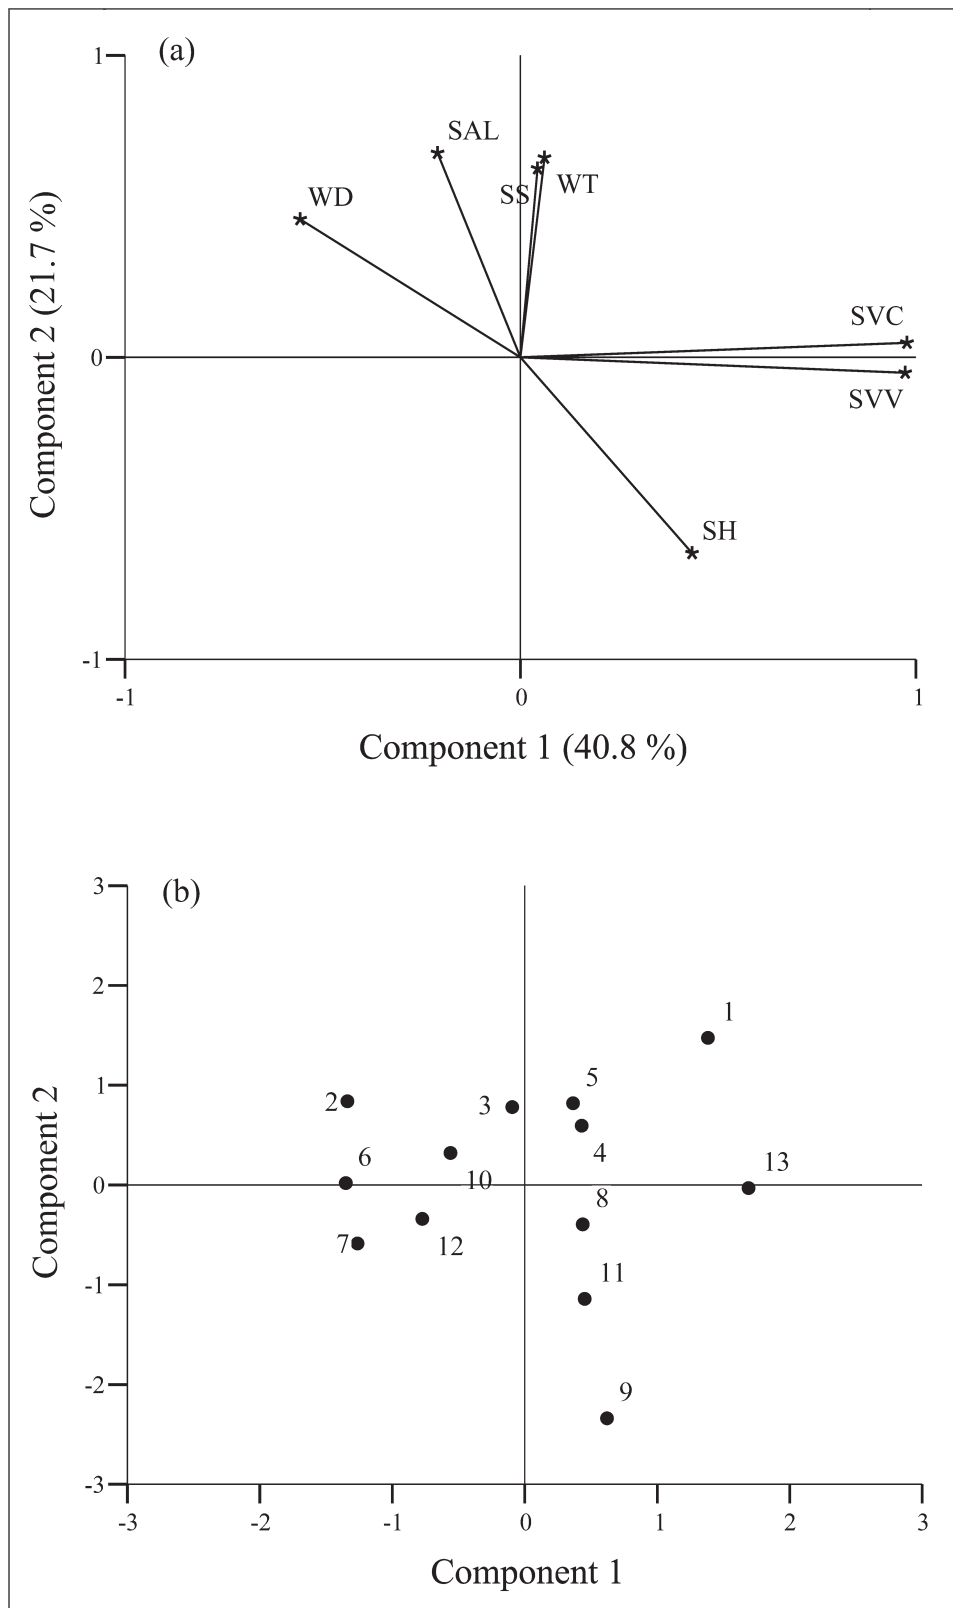 (a)
1
SAL
WD
SS
WT
SVC
0
SVV
SH
-1
-1
0
1
Component 2 (21.7 %)
Component 1 (40.8 %)
(b)
3
2
1
1
5
2
3
4
6
13
10
0
8
7
12
11
-1
9
-2
-3
-3
-2
-1
0
1
2
3
Component 2
Component 1